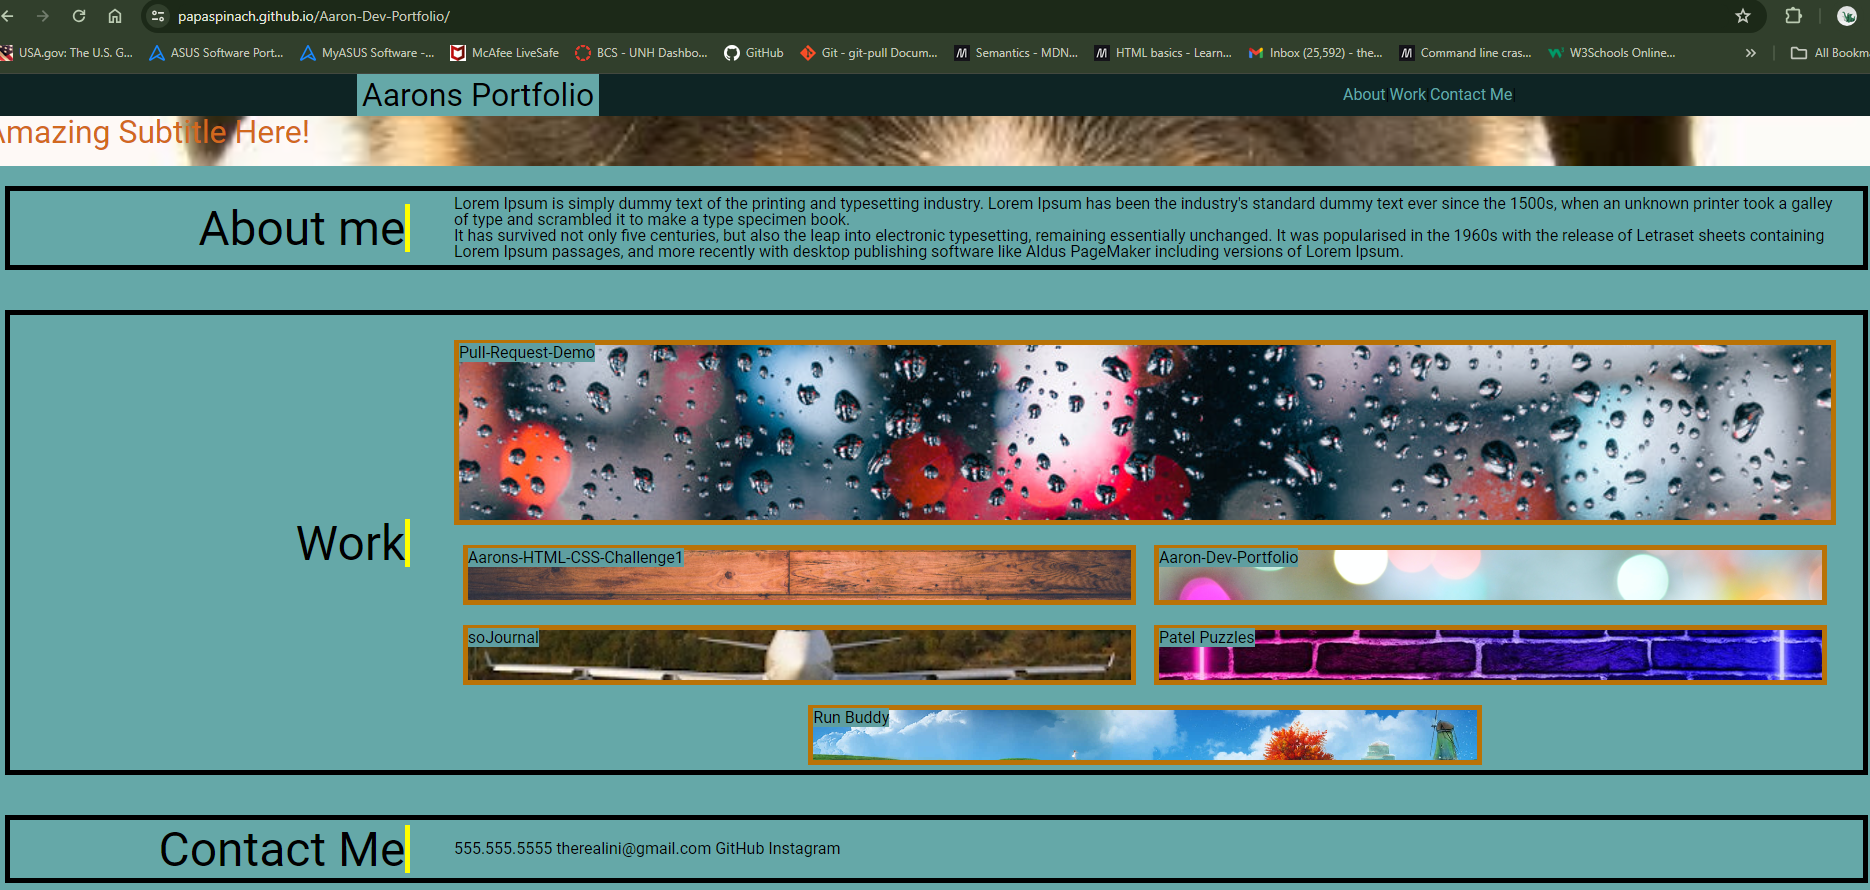 papaspinach.github.io/Aaron-Dev-Portfolio/
USA.gov: The U.S. G... ASUS Software Port... MyASUS Software -... McAfee LiveSafe BCS - UNH Dashbo... GitHub Git - git-pull Docum... Semantics - MDN... HTML basics - Learn... Inbox (25,592) - the... Command line cras... W3Schools Online... » All Bookm
Aarons Portfolio
About Work Contact Me
Amazing Subtitle Here!
About me
Lorem Ipsum is simply dummy text of the printing and typesetting industry. Lorem Ipsum has been the industry's standard dummy text ever since the 1500s, when an unknown printer took a galley
of type and scrambled it to make a type specimen book.
It has survived not only five centuries, but also the leap into electronic typesetting, remaining essentially unchanged. It was popularised in the 1960s with the release of Letraset sheets containing
Lorem Ipsum passages, and more recently with desktop publishing software like Aldus PageMaker including versions of Lorem Ipsum.
Work
Pull-Request-Demo
Aarons-HTML-CSS-Challenge1
Aaron-Dev-Portfolio
soJournal
Patel Puzzles
Run Buddy
Contact Me
555.555.5555 therealini@gmail.com GitHub Instagram